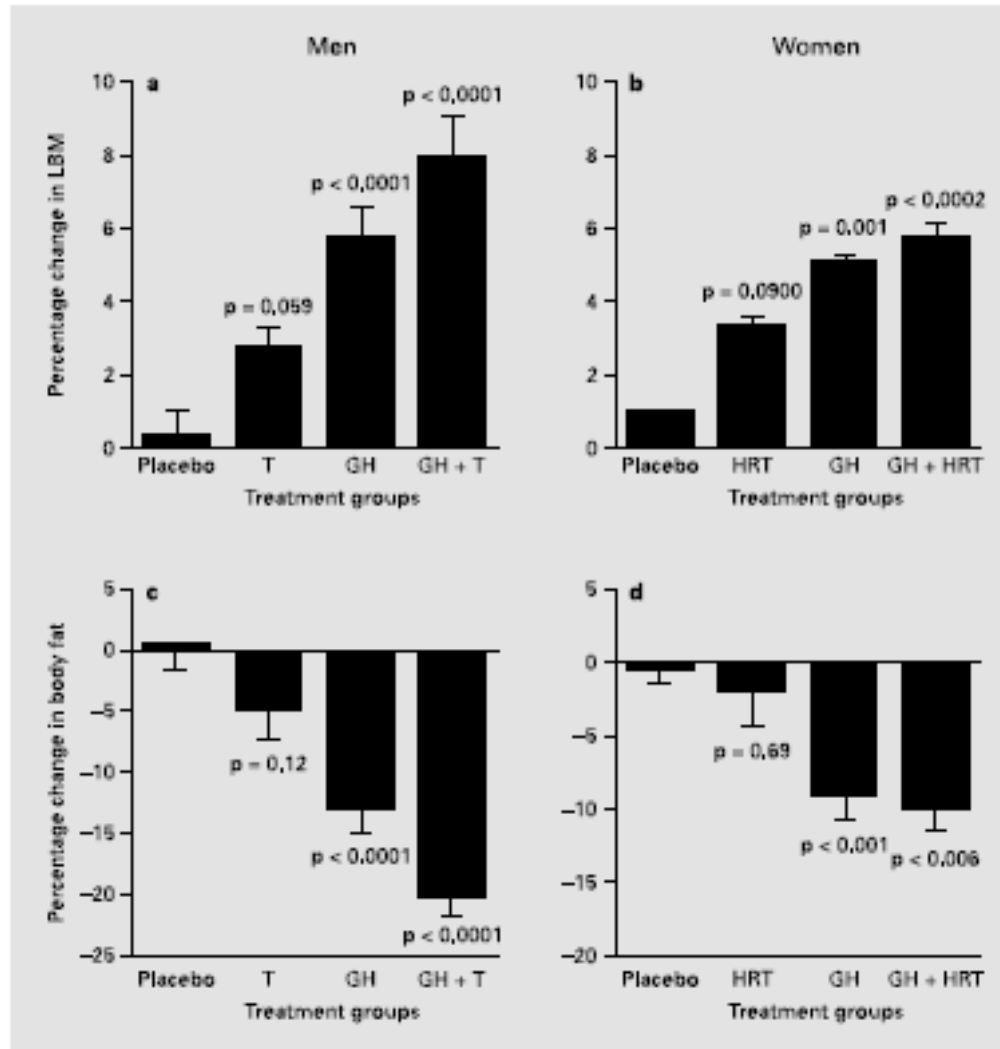 Men
a
Percentage change in LBM
10
8
6
4
2
0
p = 0,059
p < 0,0001
p < 0,0001
Placebo T GH GH + T
Treatment groups
Women
b
10
8
6
4
2
0
p = 0,0900
p = 0,001
p < 0,0002
Placebo HRT GH GH + HRT
Treatment groups
c
Percentage change in body fat
5
0
–5
–10
–15
–20
–25
p = 0,12
p < 0,0001
p < 0,0001
Placebo T GH GH + T
Treatment groups
d
5
0
–5
–10
–15
–20
p = 0,69
p < 0,001
p < 0,006
Placebo HRT GH GH + HRT
Treatment groups